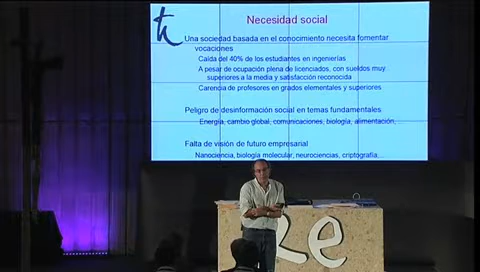 Necesidad social
Una sociedad basada en el conocimiento necesita fomentar
vocaciones
Caída del 40% de los estudiantes en ingenierías
A pesar de ocupación plena de licenciados, con sueldos muy
superiores a la media y satisfacción reconocida
Carencia de profesores en grados elementales y superiores
Peligro de desinformación social en temas fundamentales
Energía, cambio global, comunicaciones, biología, alimentación,...
Falta de visión de futuro empresarial
Nanociencia, biología molecular, neurociencias, criptografía,...
Re